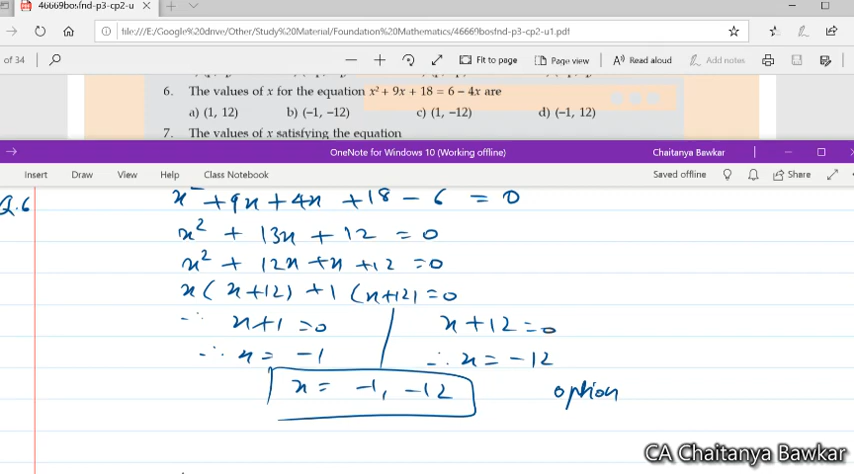 46669bosfnd-p3-cp2-u
file:///E:/Google%20drive/Other/Study%20Material/Foundation%20Mathematics/46669bosfnd-p3-cp2-u1.pdf
of 34
Fit to page
Page view
Read aloud
Add notes
6. The values of x for the equation x² + 9x + 18 = 6 – 4x are
a) (1, 12) b) (–1, –12) c) (1, –12) d) (–1, 12)
7. The values of x satisfying the equation
OneNote for Windows 10 (Working offline)
Chaitanya Bawkar
Insert Draw View Help Class Notebook
Saved offline
Share
Q.6
x² + 9x + 4x + 18 - 6 = 0
x² + 13x + 12 = 0
x² + 12x + x + 12 = 0
x(x+12) + 1(x+12) = 0
∴ x+1 = 0 x+12 = 0
∴ x = -1 ∴ x = -12
x = -1, -12 option
CA Chaitanya Bawkar